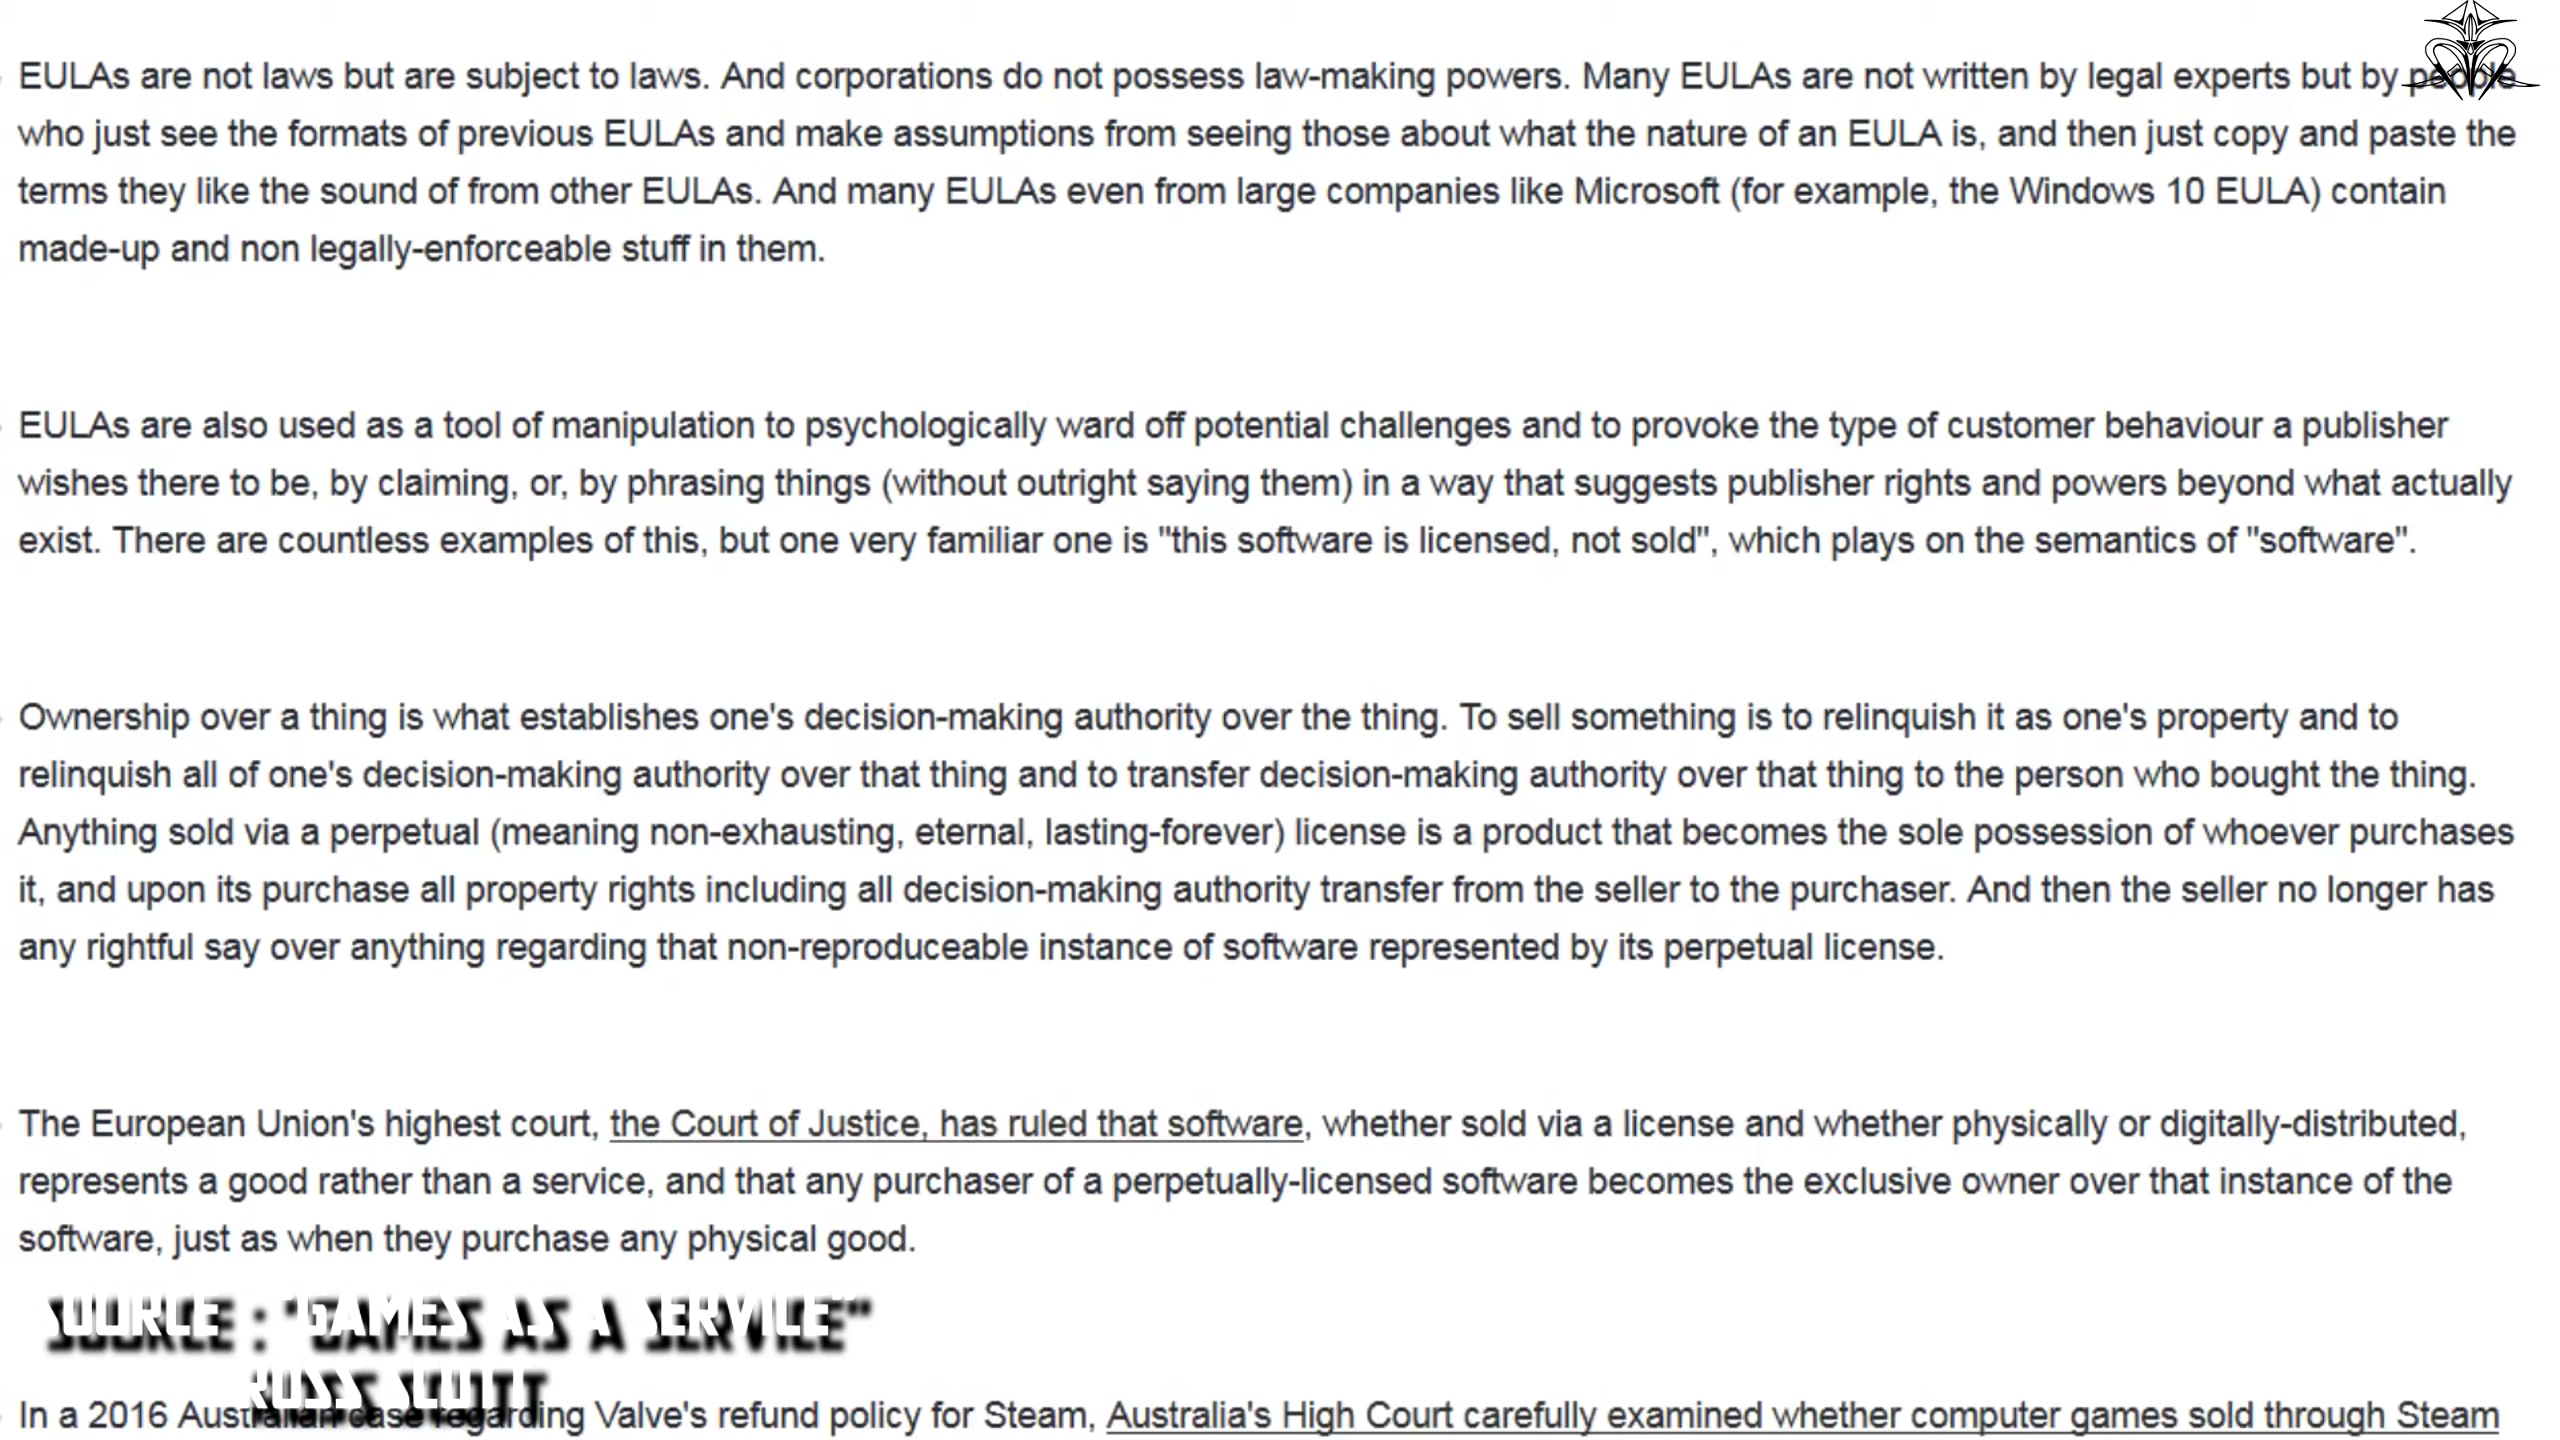 EULAs are not laws but are subject to laws. And corporations do not possess law-making powers. Many EULAs are not written by legal experts but by people
who just see the formats of previous EULAs and make assumptions from seeing those about what the nature of an EULA is, and then just copy and paste the
terms they like the sound of from other EULAs. And many EULAs even from large companies like Microsoft (for example, the Windows 10 EULA) contain
made-up and non legally-enforceable stuff in them.
EULAs are also used as a tool of manipulation to psychologically ward off potential challenges and to provoke the type of customer behaviour a publisher
wishes there to be, by claiming, or, by phrasing things (without outright saying them) in a way that suggests publisher rights and powers beyond what actually
exist. There are countless examples of this, but one very familiar one is "this software is licensed, not sold", which plays on the semantics of "software".
Ownership over a thing is what establishes one's decision-making authority over the thing. To sell something is to relinquish it as one's property and to
relinquish all of one's decision-making authority over that thing and to transfer decision-making authority over that thing to the person who bought the thing.
Anything sold via a perpetual (meaning non-exhausting, eternal, lasting-forever) license is a product that becomes the sole possession of whoever purchases
it, and upon its purchase all property rights including all decision-making authority transfer from the seller to the purchaser. And then the seller no longer has
any rightful say over anything regarding that non-reproduceable instance of software represented by its perpetual license.
The European Union's highest court, the Court of Justice, has ruled that software, whether sold via a license and whether physically or digitally-distributed,
represents a good rather than a service, and that any purchaser of a perpetually-licensed software becomes the exclusive owner over that instance of the
software, just as when they purchase any physical good.
SOURCE : "GAMES AS A SERVICE"
ROSS SCOTT
In a 2016 Australian case regarding Valve's refund policy for Steam, Australia's High Court carefully examined whether computer games sold through Steam